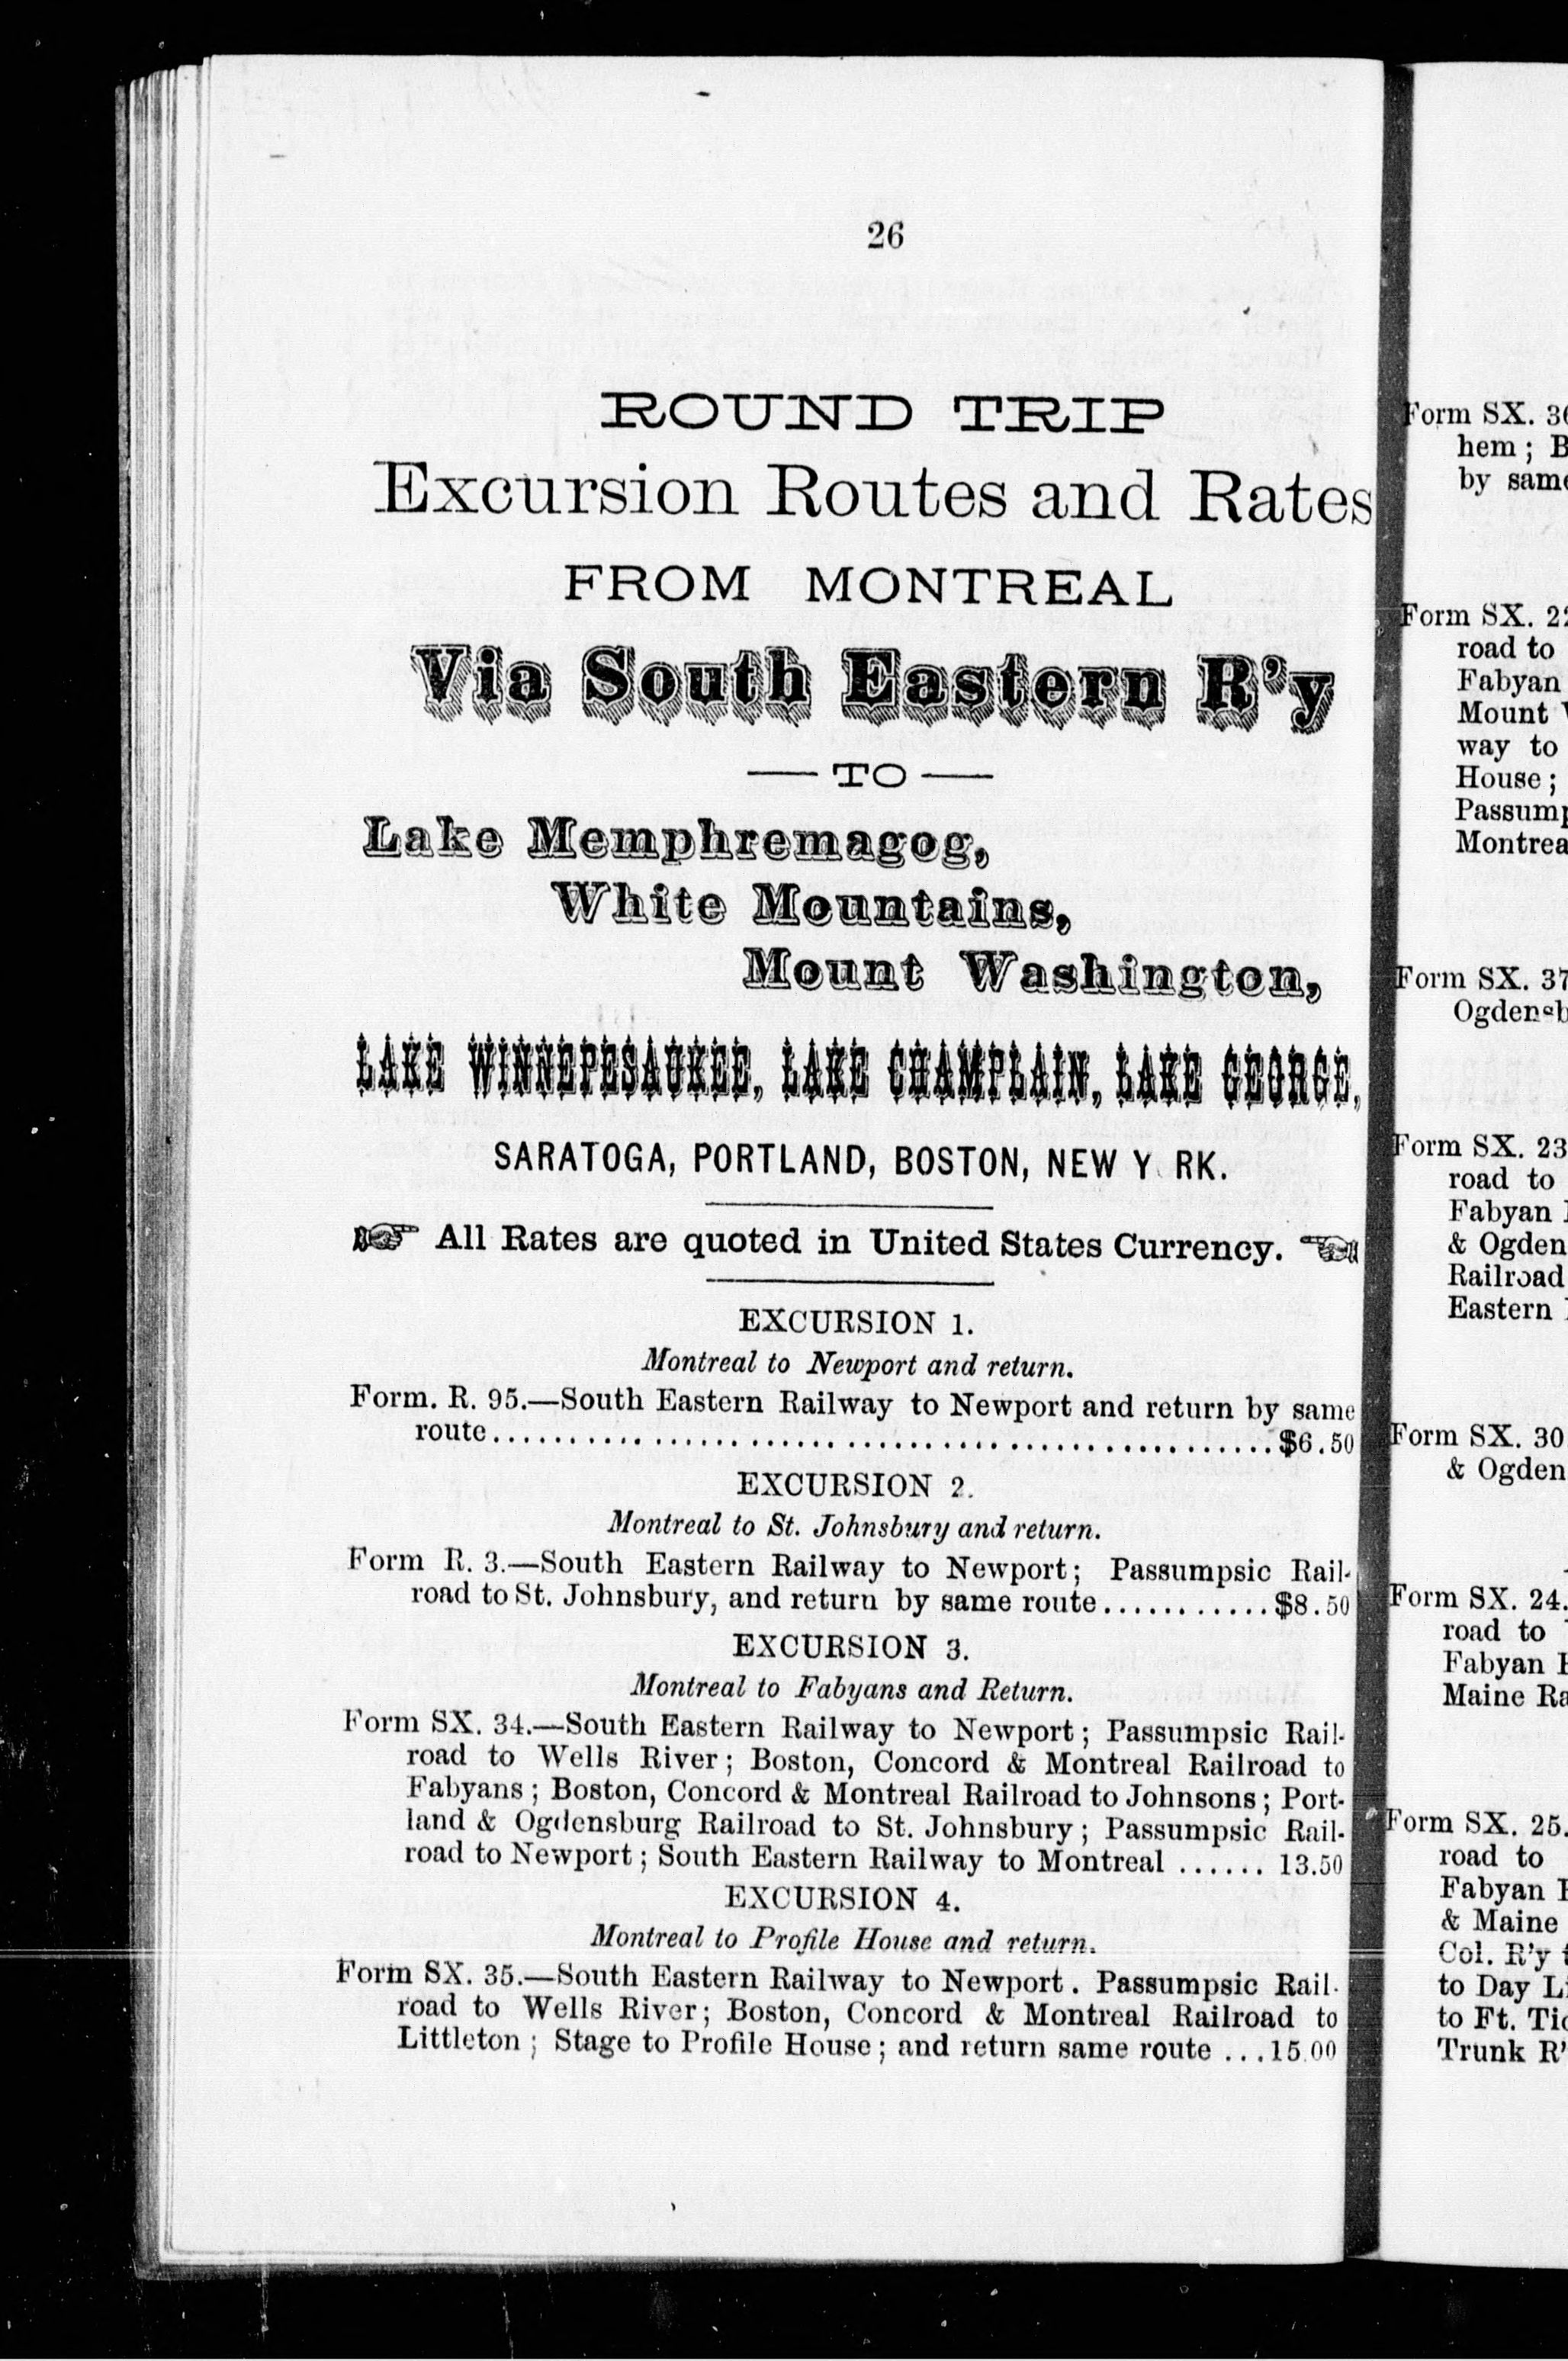 26
ROUND TRIP
Excursion Routes and Rates
FROM MONTREAL
Via South Eastern R'y
— TO —
Lake Memphremagog,
White Mountains,
Mount Washington,
LAKE WINNEPESAUKEE, LAKE CHAMPLAIN, LAKE GEORGE,
SARATOGA, PORTLAND, BOSTON, NEW Y RK.
☞ All Rates are quoted in United States Currency. ☜
EXCURSION 1.
Montreal to Newport and return.
Form. R. 95.—South Eastern Railway to Newport and return by same
route..........................................................$6.50
EXCURSION 2.
Montreal to St. Johnsbury and return.
Form R. 3.—South Eastern Railway to Newport; Passumpsic Rail-
road to St. Johnsbury, and return by same route...........$8.50
EXCURSION 3.
Montreal to Fabyans and Return.
Form SX. 34.—South Eastern Railway to Newport; Passumpsic Rail-
road to Wells River; Boston, Concord & Montreal Railroad to
Fabyans; Boston, Concord & Montreal Railroad to Johnsons; Port-
land & Ogdensburg Railroad to St. Johnsbury; Passumpsic Rail-
road to Newport; South Eastern Railway to Montreal ...... 13.50
EXCURSION 4.
Montreal to Profile House and return.
Form SX. 35.—South Eastern Railway to Newport. Passumpsic Rail-
road to Wells River; Boston, Concord & Montreal Railroad to
Littleton; Stage to Profile House; and return same route ...15.00
Form SX. 
hem; B
by same
Form SX. 
road to
Fabyan
Mount
way to
House;
Passump
Montrea
Form SX. 37
Ogdensb
Form SX. 23
road to
Fabyan
& Ogden
Railroad
Eastern
Form SX. 30
& Ogden
Form SX. 24.
road to
Fabyan
Maine Ra
Form SX. 25.
road to
Fabyan
& Maine
Col. R'y
to Day Li
to Ft. Tic
Trunk R'